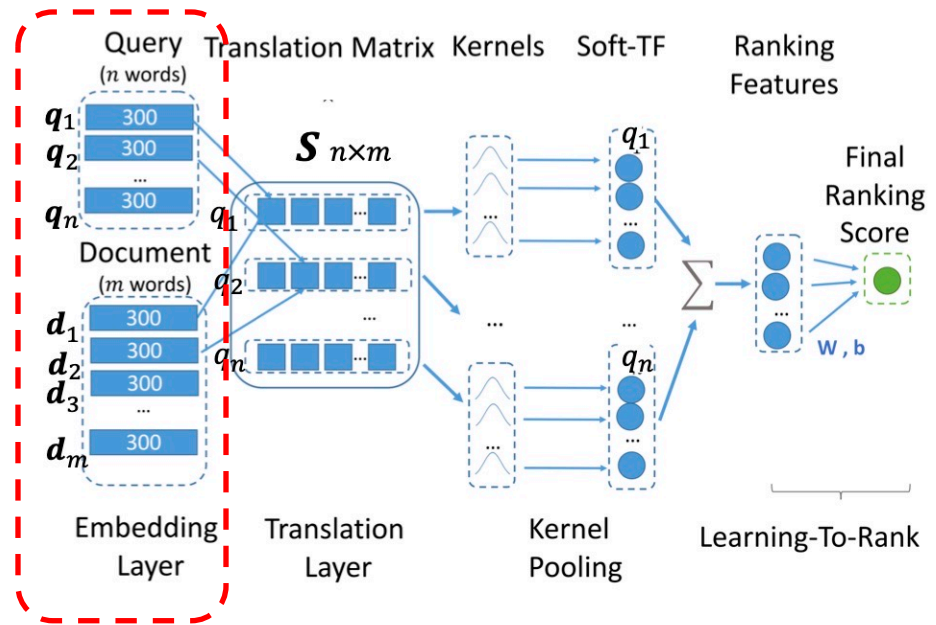 Query
(n words)
q1
300
q2
300
...
qn
300
Document
(m words)
d1
300
d2
300
d3
300
...
dm
300
Embedding
Layer
Translation Matrix
S n×m
q1
...
q2
...
...
qn
...
Translation
Layer
Kernels
...
...
...
Soft-TF
q1
...
...
qn
...
Kernel
Pooling
Σ
Ranking
Features
...
W , b
Final
Ranking
Score
Learning-To-Rank